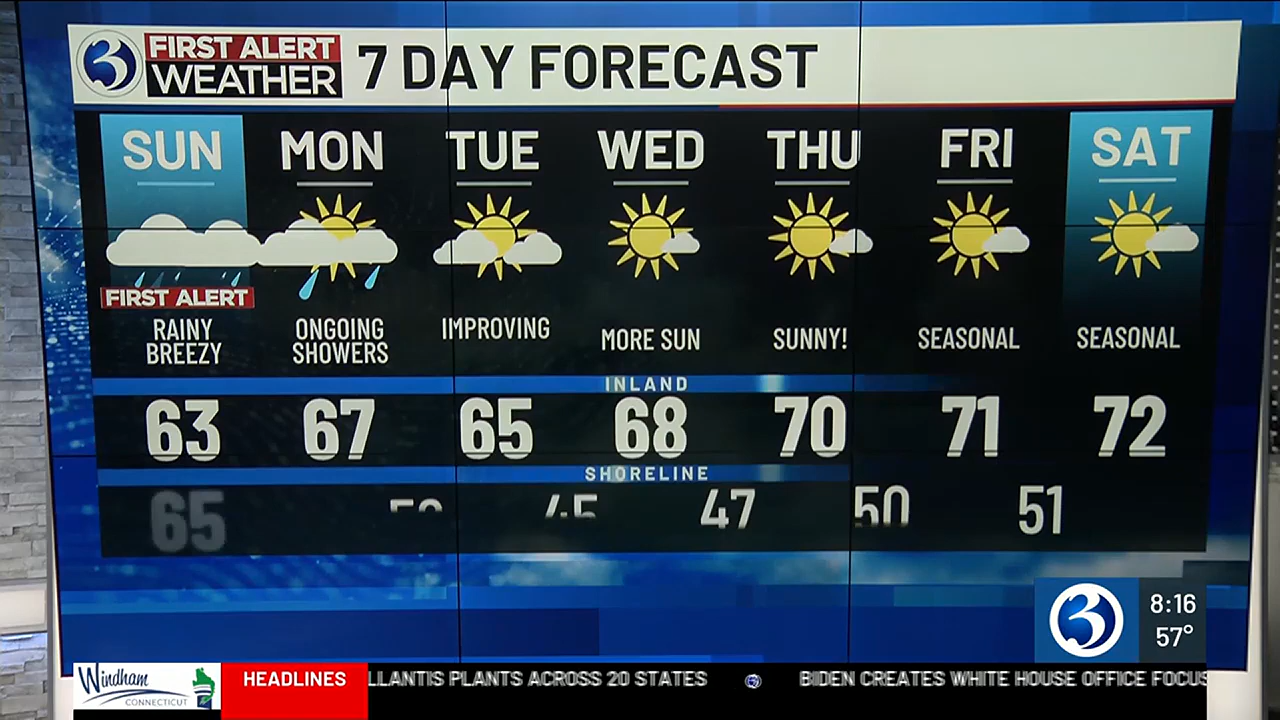 3 FIRST ALERT WEATHER 7 DAY FORECAST
SUN MON TUE WED THU FRI SAT
FIRST ALERT
RAINY BREEZY
ONGOING SHOWERS
IMPROVING
MORE SUN
SUNNY!
SEASONAL
SEASONAL
INLAND
63 67 65 68 70 71 72
SHORELINE
65 47 50 51
3 8:16
57°
Windham
CONNECTICUT
HEADLINES LLANTIS PLANTS ACROSS 20 STATES BIDEN CREATES WHITE HOUSE OFFICE FOCUS